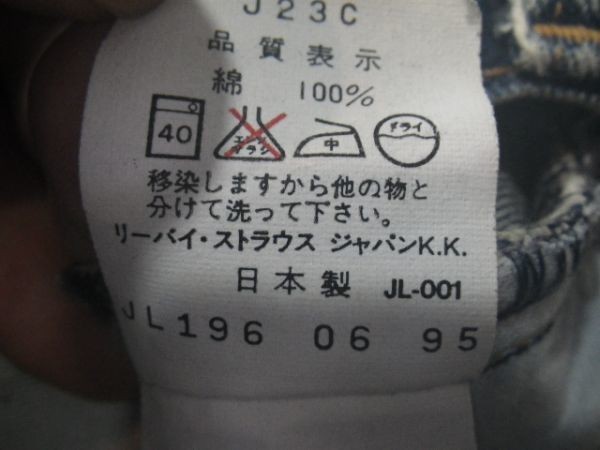 J23C
品質表示
綿 100%
40 エンソサラシ 中 ドライ
移染しますから他の物と
分けて洗って下さい。
リーバイ・ストラウス ジャパンK.K.
日本製 JL-001
JL196 06 95